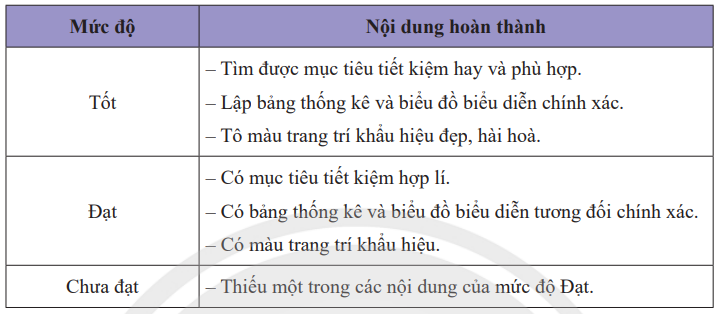 Mức độ
Nội dung hoàn thành
Tốt
– Tìm được mục tiêu tiết kiệm hay và phù hợp.
– Lập bảng thống kê và biểu đồ biểu diễn chính xác.
– Tô màu trang trí khẩu hiệu đẹp, hài hoà.
Đạt
– Có mục tiêu tiết kiệm hợp lí.
– Có bảng thống kê và biểu đồ biểu diễn tương đối chính xác.
– Có màu trang trí khẩu hiệu.
Chưa đạt
– Thiếu một trong các nội dung của mức độ Đạt.